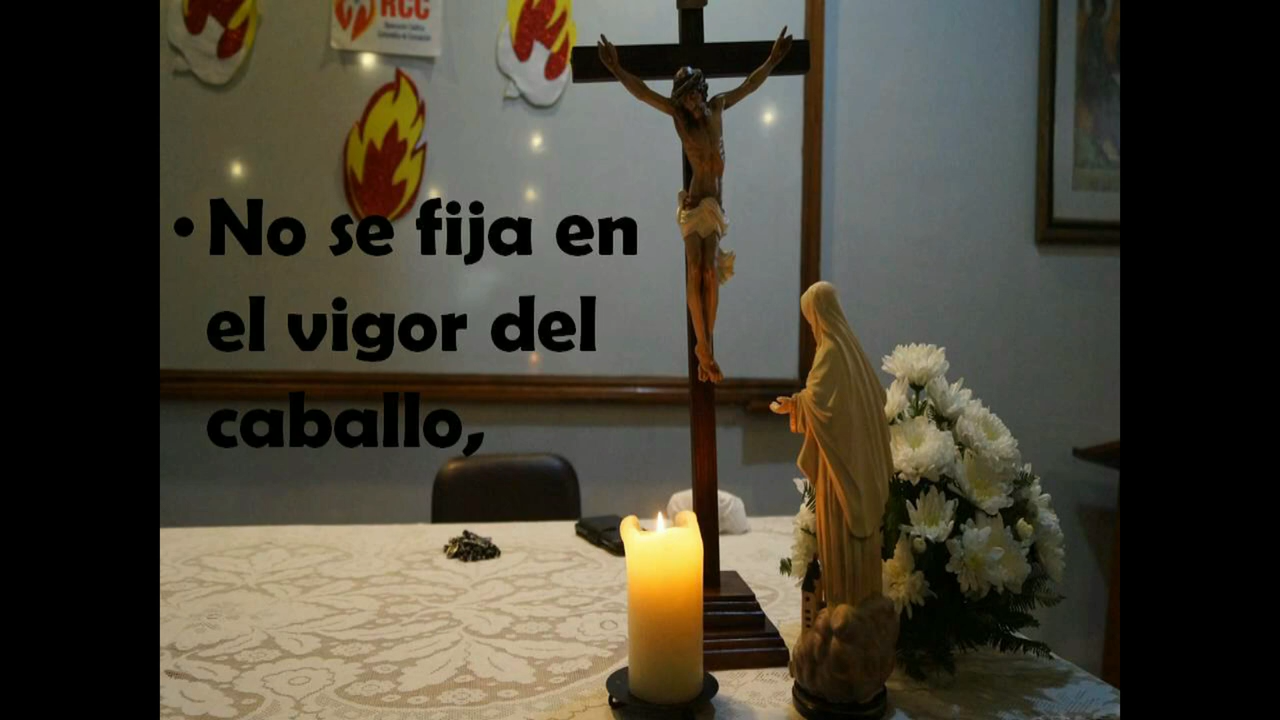 RCC
• No se fija en
el vigor del
caballo,